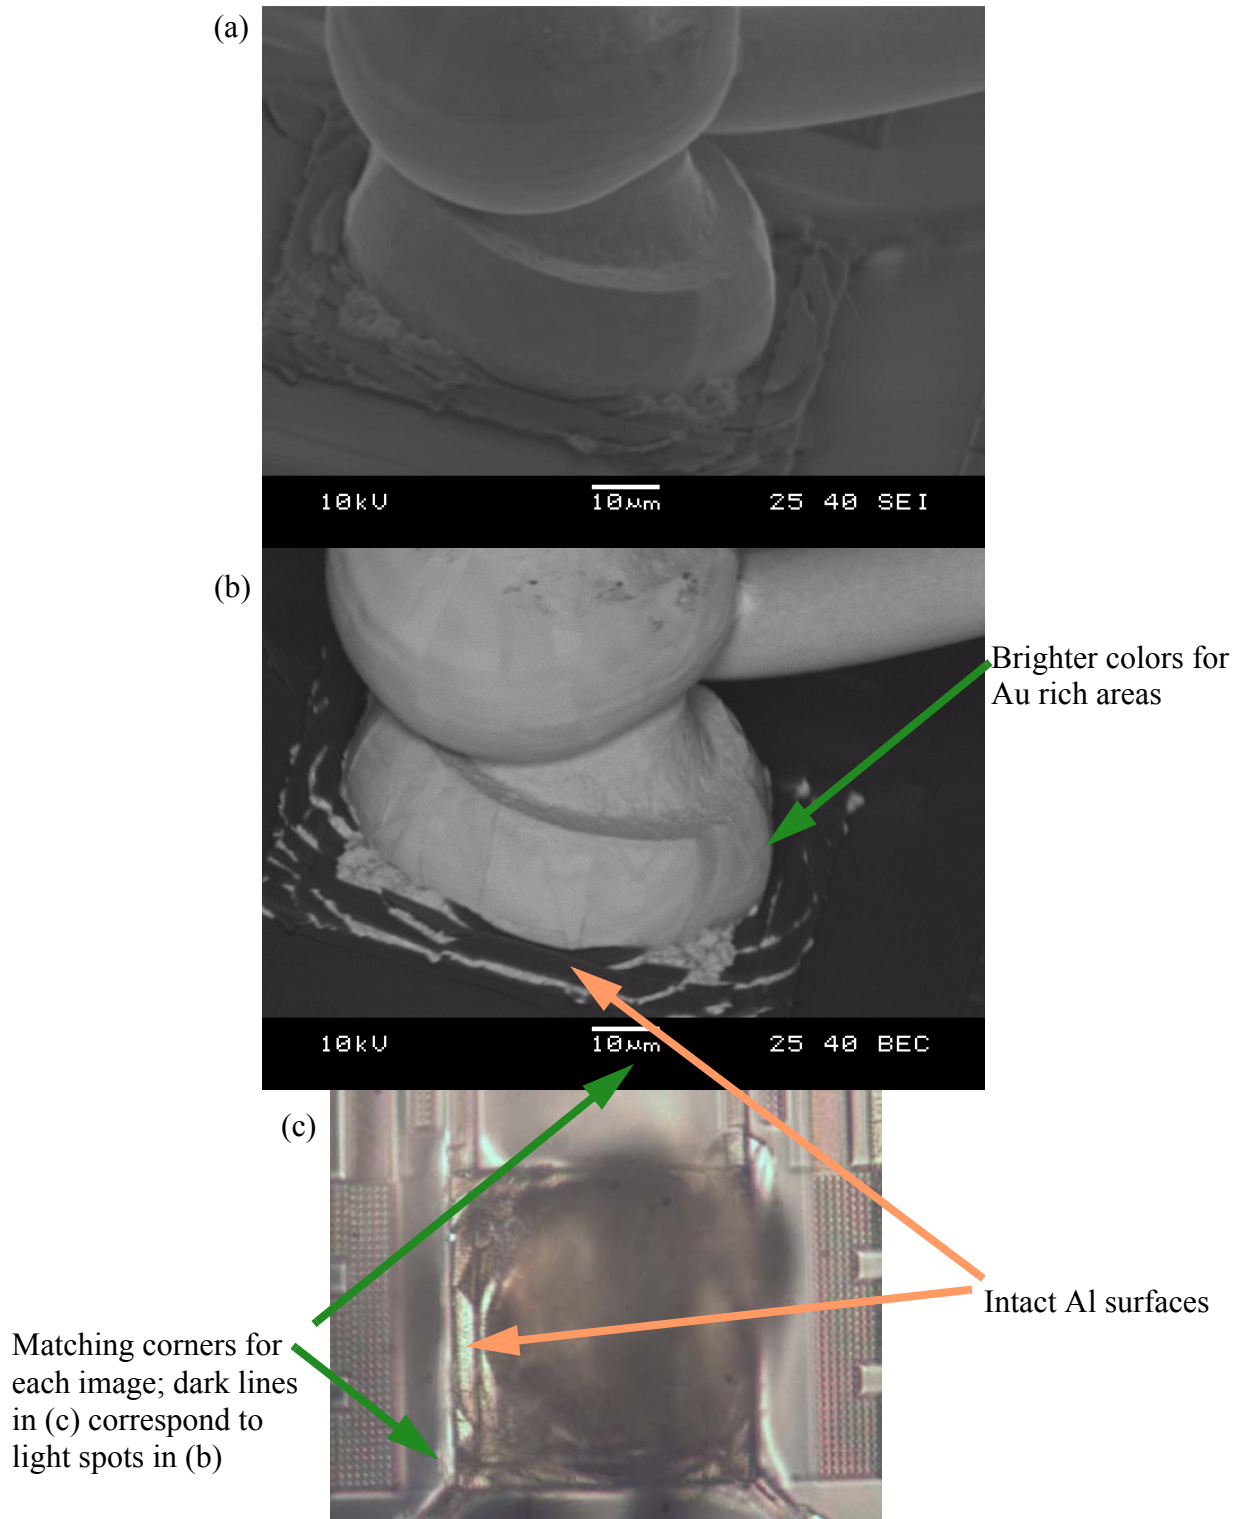 (a)
10kV 10μm 25 40 SEI
(b)
Brighter colors for
Au rich areas
10kV 10μm 25 40 BEC
(c)
Intact Al surfaces
Matching corners for
each image; dark lines
in (c) correspond to
light spots in (b)